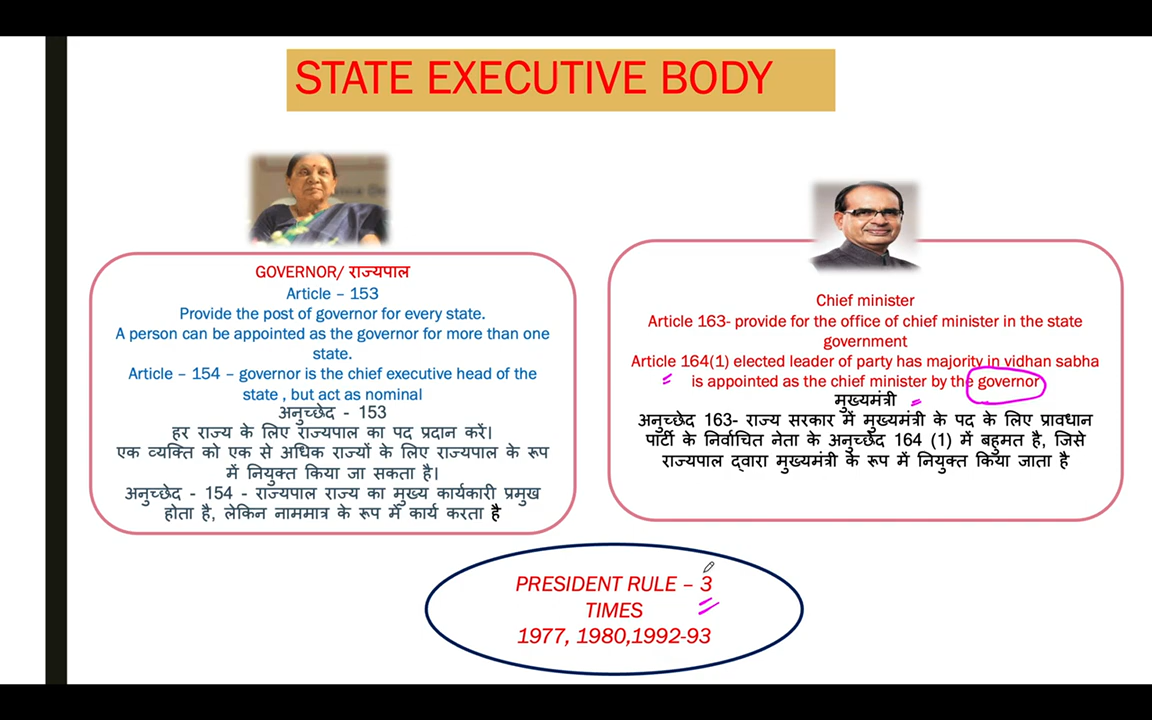 STATE EXECUTIVE BODY
GOVERNOR/ राज्यपाल
Article – 153
Provide the post of governor for every state.
A person can be appointed as the governor for more than one
state.
Article – 154 – governor is the chief executive head of the
state , but act as nominal
अनुच्छेद - 153
हर राज्य के लिए राज्यपाल का पद प्रदान करें।
एक व्यक्ति को एक से अधिक राज्यों के लिए राज्यपाल के रूप
में नियुक्त किया जा सकता है।
अनुच्छेद - 154 - राज्यपाल राज्य का मुख्य कार्यकारी प्रमुख
होता है, लेकिन नाममात्र के रूप में कार्य करता है
Chief minister
Article 163- provide for the office of chief minister in the state
government
Article 164(1) elected leader of party has majority in vidhan sabha
is appointed as the chief minister by the governor
मुख्यमंत्री
अनुच्छेद 163- राज्य सरकार में मुख्यमंत्री के पद के लिए प्रावधान
पार्टी के निर्वाचित नेता के अनुच्छेद 164 (1) में बहुमत है, जिसे
राज्यपाल द्वारा मुख्यमंत्री के रूप में नियुक्त किया जाता है
PRESIDENT RULE – 3
TIMES
1977, 1980,1992-93